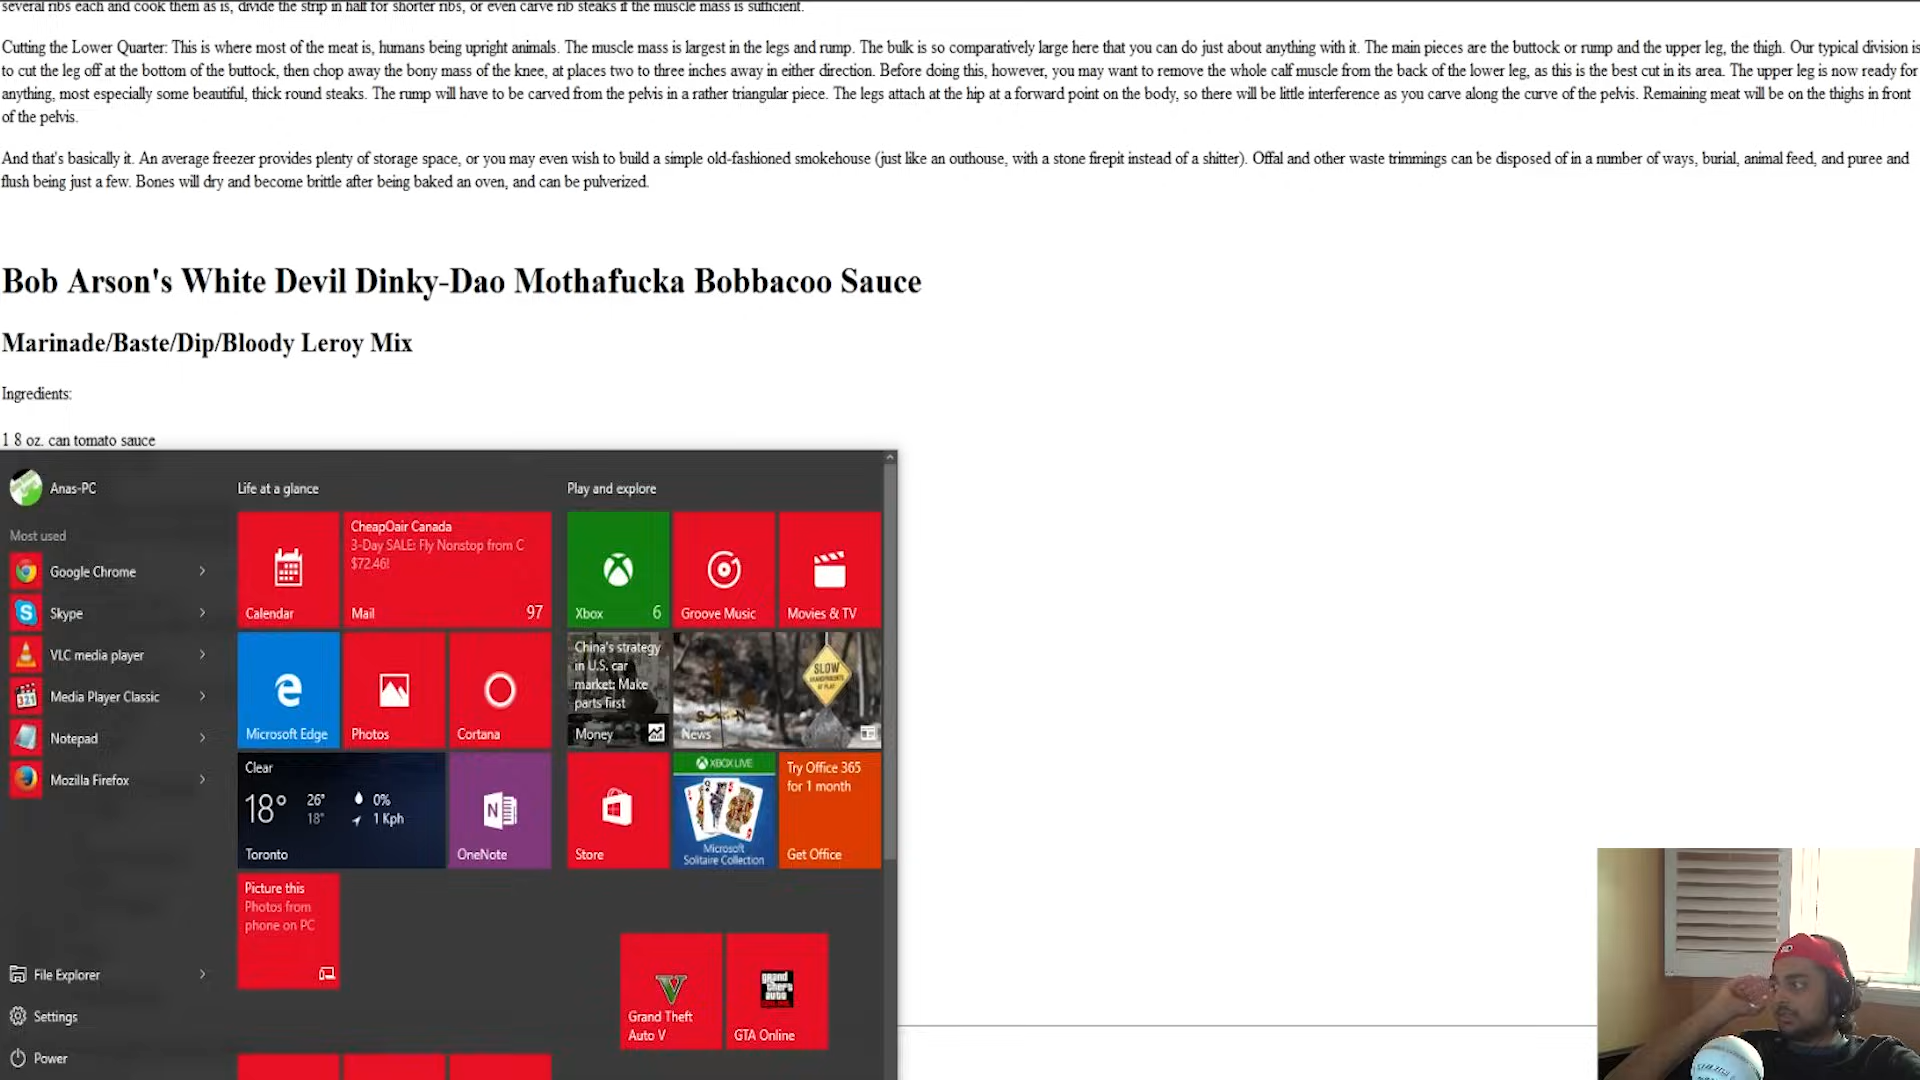 several ribs each and cook them as is, divide the strip in half for shorter ribs, or even carve rib steaks if the muscle mass is sufficient.
Cutting the Lower Quarter: This is where most of the meat is, humans being upright animals. The muscle mass is largest in the legs and rump. The bulk is so comparatively large here that you can do just about anything with it. The main pieces are the buttock or rump and the upper leg, the thigh. Our typical division is
to cut the leg off at the bottom of the buttock, then chop away the bony mass of the knee, at places two to three inches away in either direction. Before doing this, however, you may want to remove the whole calf muscle from the back of the lower leg, as this is the best cut in its area. The upper leg is now ready for
anything, most especially some beautiful, thick round steaks. The rump will have to be carved from the pelvis in a rather triangular piece. The legs attach at the hip at a forward point on the body, so there will be little interference as you carve along the curve of the pelvis. Remaining meat will be on the thighs in front
of the pelvis.
And that's basically it. An average freezer provides plenty of storage space, or you may even wish to build a simple old-fashioned smokehouse (just like an outhouse, with a stone firepit instead of a shitter). Offal and other waste trimmings can be disposed of in a number of ways, burial, animal feed, and puree and
flush being just a few. Bones will dry and become brittle after being baked an oven, and can be pulverized.
Bob Arson's White Devil Dinky-Dao Mothafucka Bobbacoo Sauce
Marinade/Baste/Dip/Bloody Leroy Mix
Ingredients:
1 8 oz. can tomato sauce
Anas-PC
Most used
Google Chrome
Skype
VLC media player
Media Player Classic
Notepad
Mozilla Firefox
File Explorer
Settings
Power
Life at a glance
Calendar
CheapOair Canada
3-Day SALE: Fly Nonstop from C
$72.46!
Mail 97
Microsoft Edge
Photos
Cortana
Clear
18° 26° 0%
18° 1 Kph
Toronto
OneNote
Picture this
Photos from
phone on PC
Play and explore
Xbox 6
Groove Music
Movies & TV
China's strategy
in U.S. car
market: Make
parts first
Money
SLOW
News
Store
XBOX LIVE
Microsoft
Solitaire Collection
Try Office 365
for 1 month
Get Office
Grand Theft
Auto V
grand
theft
auto
GTA Online